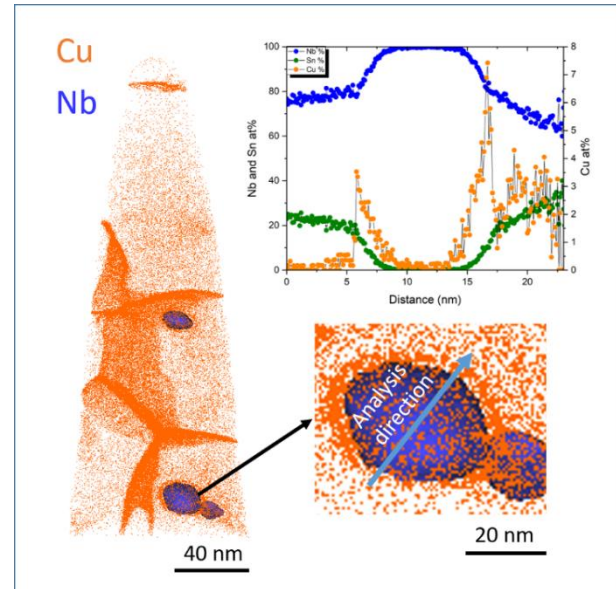 Cu
Nb
Nb %
Sn %
Cu %
100
80
60
40
20
0
Nb and Sn at%
8
7
6
5
4
3
2
1
0
Cu at%
0
5
10
15
20
Distance (nm)
Analysis
direction
40 nm
20 nm